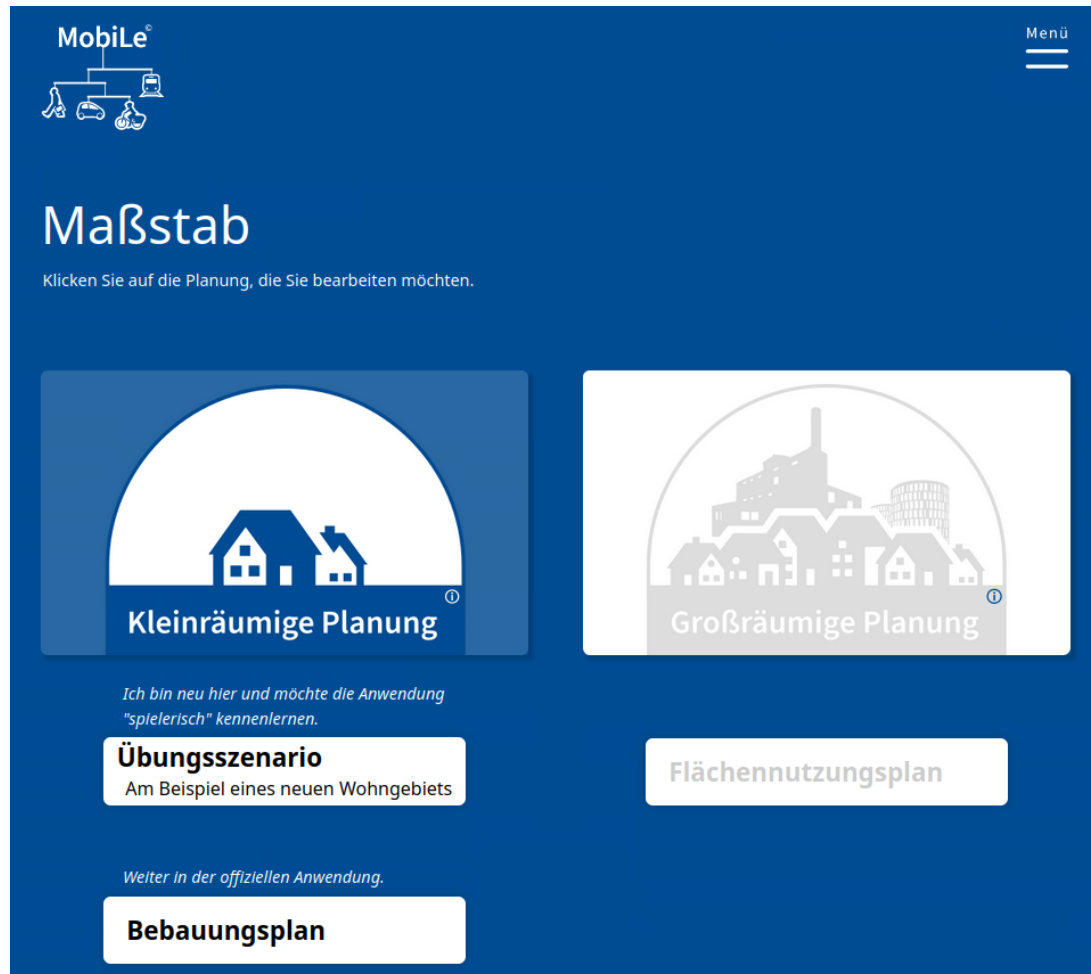 MobiLe©
Menü
Maßstab
Klicken Sie auf die Planung, die Sie bearbeiten möchten.
Kleinräumige Planung
Großräumige Planung
Ich bin neu hier und möchte die Anwendung
"spielerisch" kennenlernen.
Übungsszenario
Am Beispiel eines neuen Wohngebiets
Flächennutzungsplan
Weiter in der offiziellen Anwendung.
Bebauungsplan